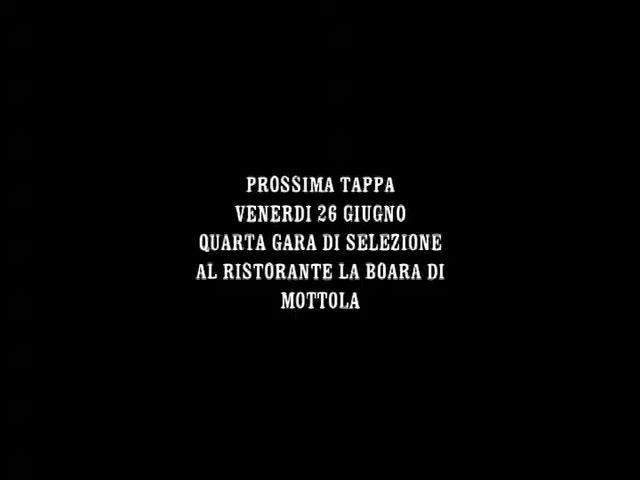 PROSSIMA TAPPA
VENERDI 26 GIUGNO
QUARTA GARA DI SELEZIONE
AL RISTORANTE LA BOARA DI
MOTTOLA